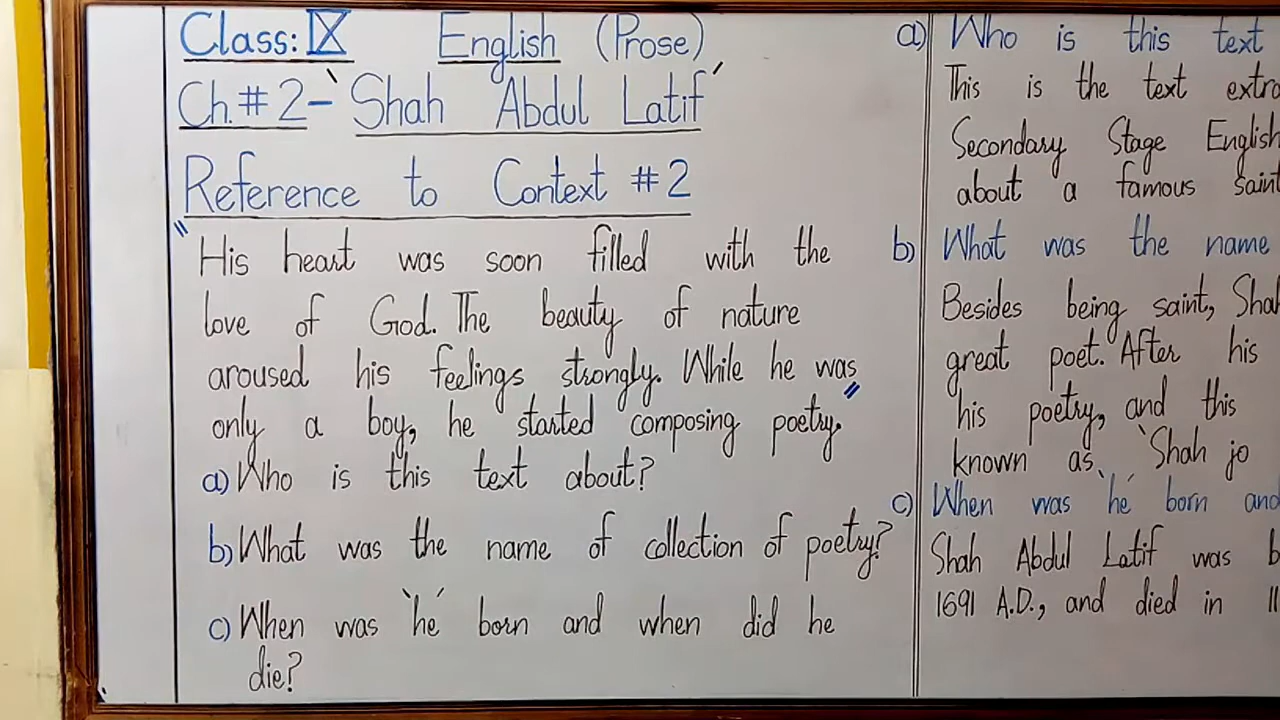 Class: IX English (Prose)
Ch.# 2-`Shah Abdul Latif´
Reference to Context #2
"His heart was soon filled with the
love of God. The beauty of nature
aroused his feelings strongly. While he was
only a boy, he started composing poetry."
a) Who is this text about?
b) What was the name of collection of poetry?
c) When was `he´ born and when did he
die?
a) Who is this text
This is the text extra
Secondary Stage English
about a famous saint
b) What was the name
Besides being saint, Shah
great poet. After his
his poetry, and this
known as, `Shah jo
c) When was `he´ born and
Shah Abdul Latif was b
1691 A.D., and died in 11